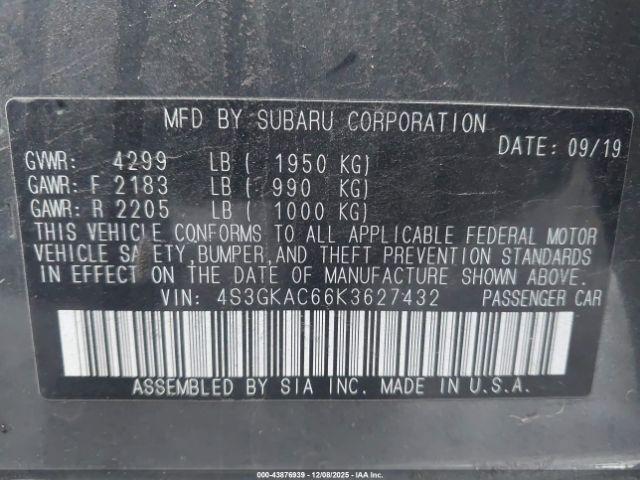 MFD BY SUBARU CORPORATION
DATE: 09/19
GVWR: 4299 LB ( 1950 KG)
GAWR: F 2183 LB ( 990 KG)
GAWR: R 2205 LB ( 1000 KG)
THIS VEHICLE CONFORMS TO ALL APPLICABLE FEDERAL MOTOR
VEHICLE SAFETY, BUMPER, AND THEFT PREVENTION STANDARDS
IN EFFECT ON THE DATE OF MANUFACTURE SHOWN ABOVE.
VIN: 4S3GKAC66K3627432 PASSENGER CAR
ASSEMBLED BY SIA INC. MADE IN U.S.A.
000-43876939 - 12/08/2025 - IAA Inc.